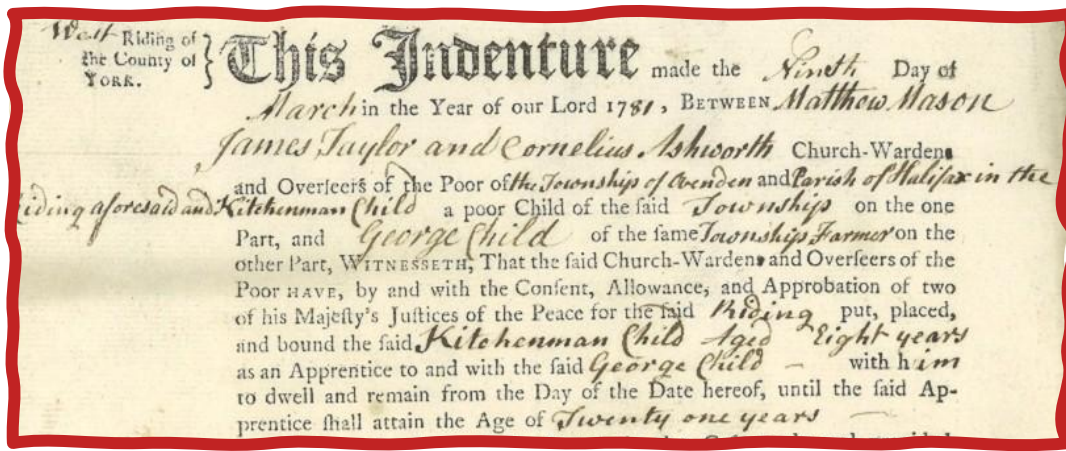 West Riding of
the County of
YORK.
This Indenture made the Ninth Day of
March in the Year of our Lord 1781, BETWEEN Matthew Mason
James Taylor and Cornelius Ashworth Church-Wardens
and Overſeers of the Poor of the Township of Ovenden and Parish of Halifax in the
Riding aforesaid and Kitchenman Child a poor Child of the ſaid Township on the one
Part, and George Child of the ſame Township Farmer on the
other Part, WITNESSETH, That the ſaid Church-Wardens and Overſeers of the
Poor HAVE, by and with the Conſent, Allowance, and Approbation of two
of his Majeſty's Juſtices of the Peace for the ſaid Riding put, placed,
and bound the ſaid Kitchenman Child Aged Eight years
as an Apprentice to and with the ſaid George Child – with him
to dwell and remain from the Day of the Date hereof, until the ſaid Ap-
prentice ſhall attain the Age of Twenty one years —